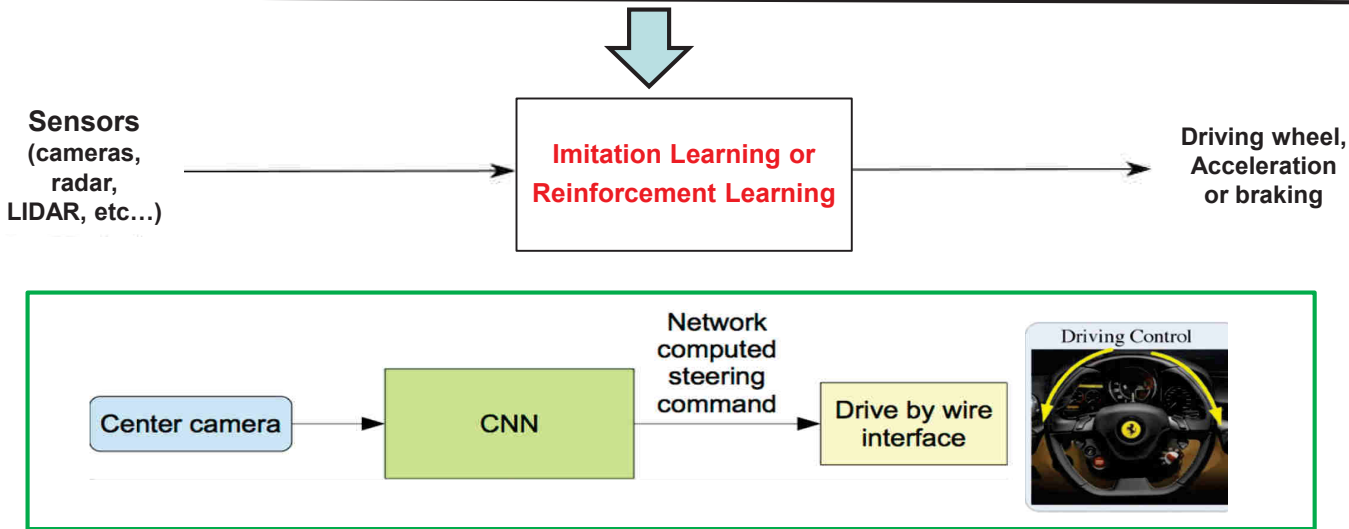 Sensors
(cameras,
radar,
LIDAR, etc…)
Imitation Learning or
Reinforcement Learning
Driving wheel,
Acceleration
or braking
Center camera
CNN
Network
computed
steering
command
Drive by wire
interface
Driving Control